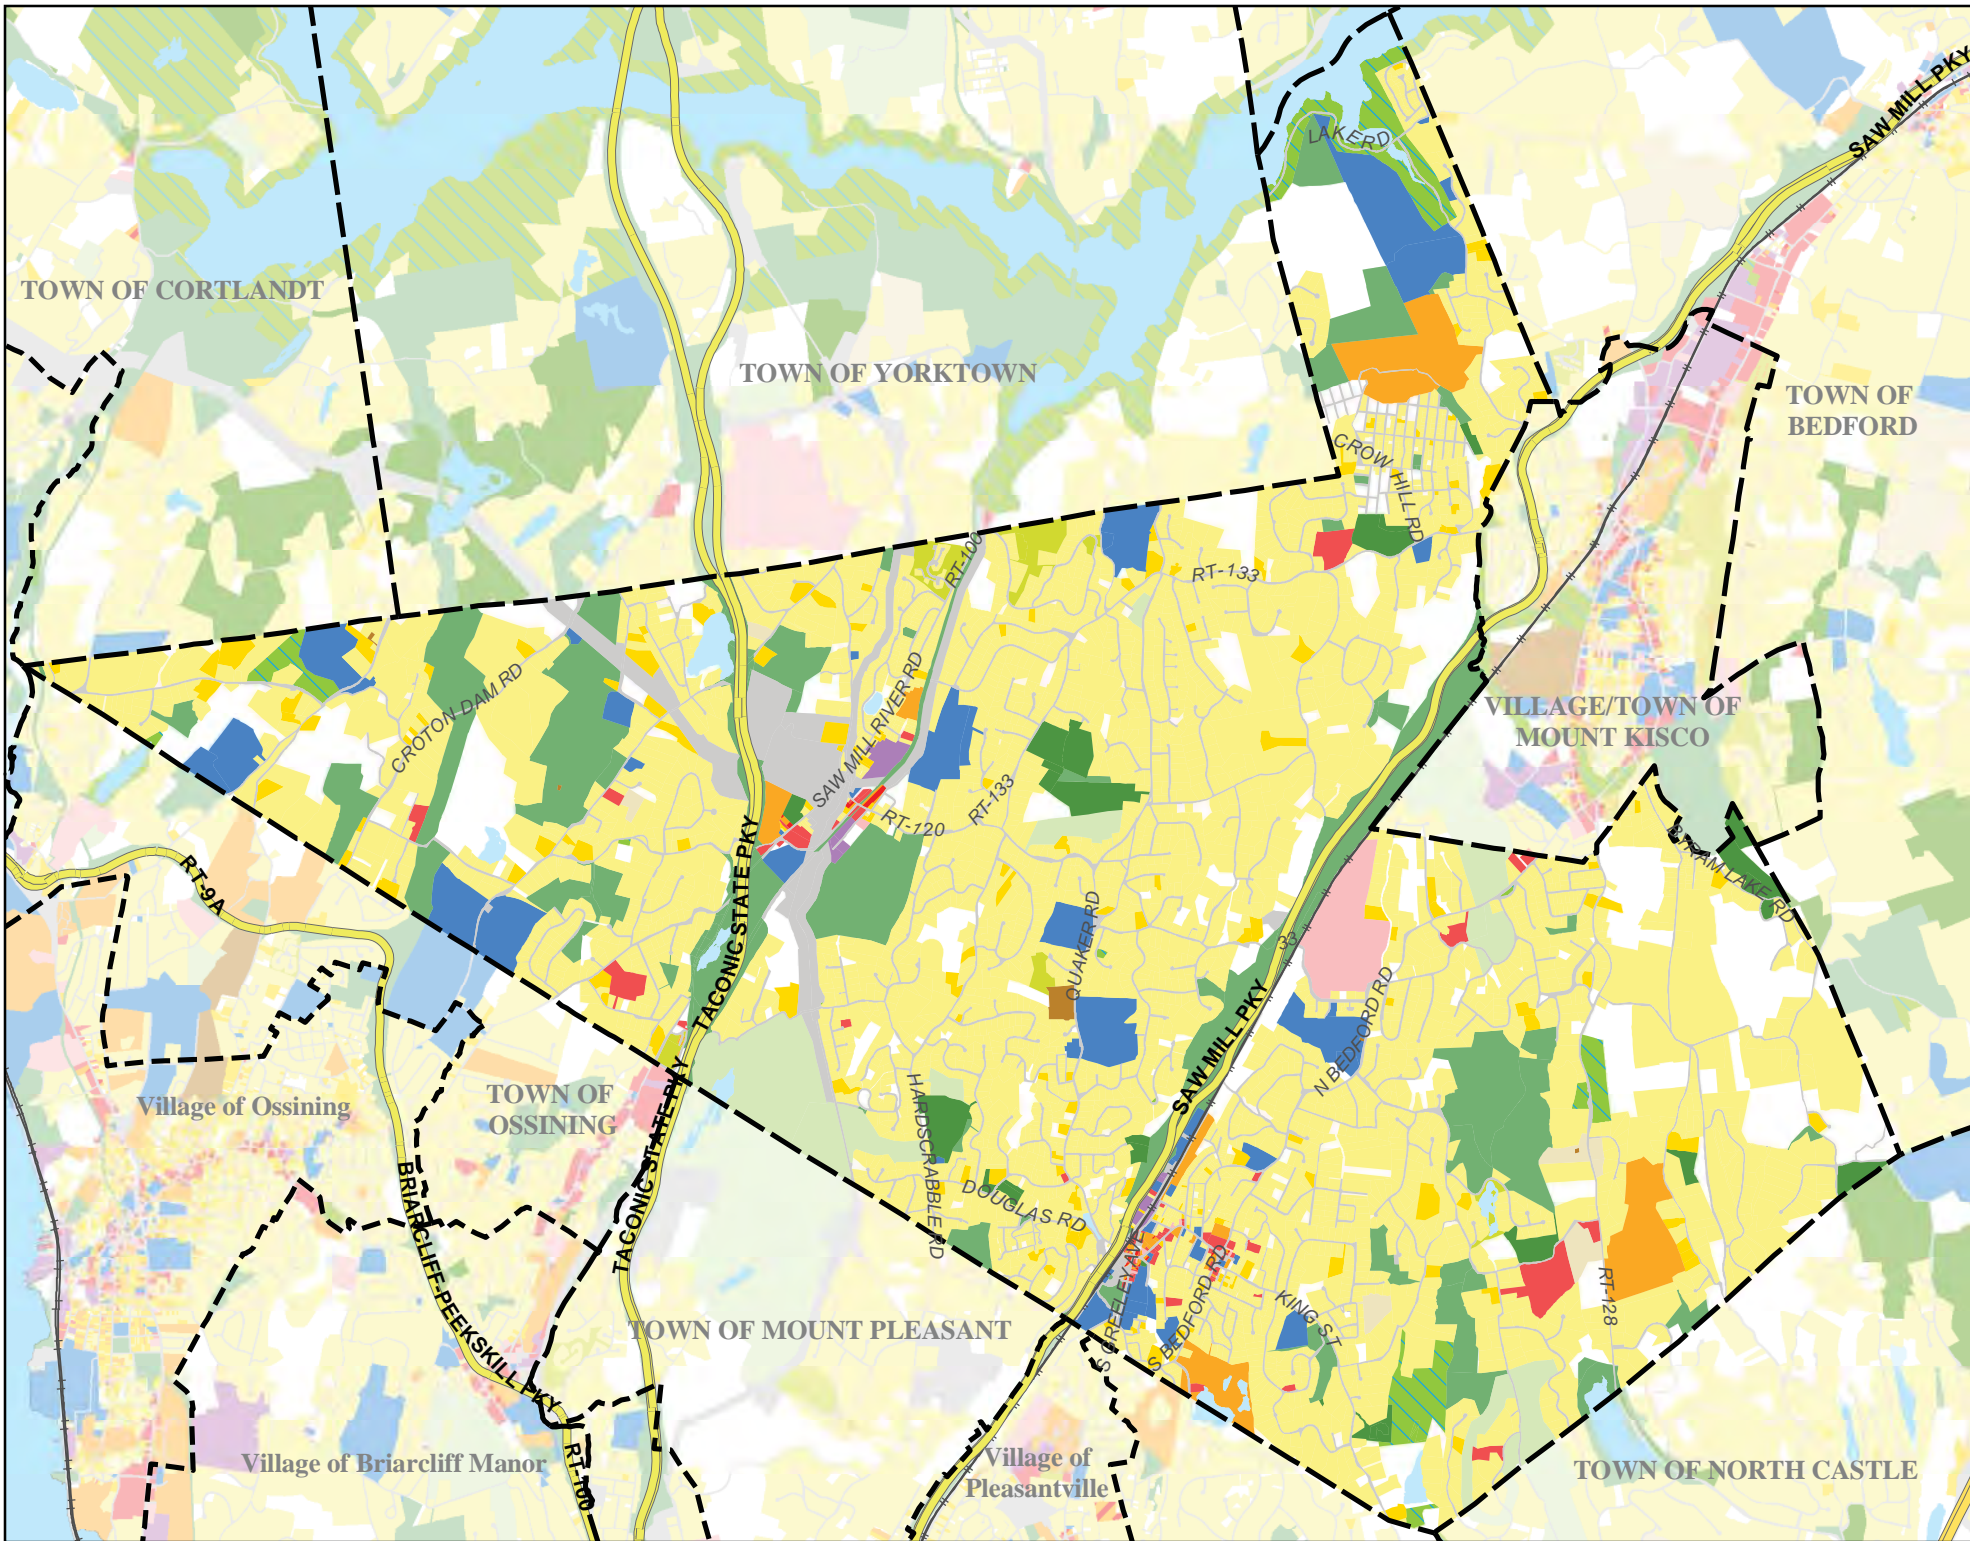 SAW MILL PKY
LAKE RD
TOWN OF CORTLANDT
TOWN OF YORKTOWN
TOWN OF
BEDFORD
CROW HILL RD
RT-100
RT-133
CROTON DAM RD
SAW MILL RIVER RD
VILLAGE/TOWN OF
MOUNT KISCO
RT-133
RT-120
BYRAM LAKE RD
RT-9A
TACONIC STATE PKY
QUAKER RD
33
SAW MILL PKY
N BEDFORD RD
Village of Ossining
TOWN OF
OSSINING
TACONIC STATE PKY
HARDSCRABBLE RD
DOUGLAS RD
BRIARCLIFF-PEEKSKILL PKY
S GREELEY AVE
S BEDFORD RD
KING ST
RT-128
TOWN OF MOUNT PLEASANT
Village of Briarcliff Manor
RT-100
Village of
Pleasantville
TOWN OF NORTH CASTLE